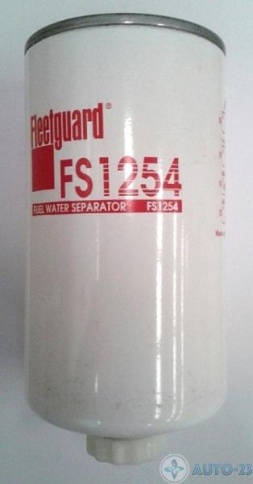 Fleetguard®
FS1254
FUEL WATER SEPARATOR FS1254
AUTO-23